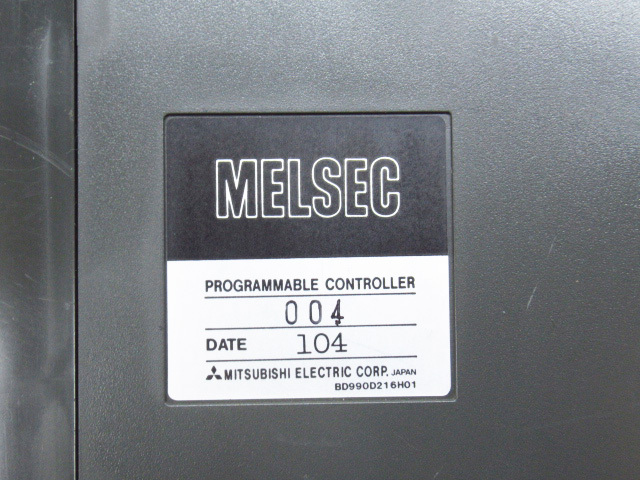 MELSEC
PROGRAMMABLE CONTROLLER
004
DATE 104
MITSUBISHI ELECTRIC CORP. JAPAN
BD990D216H01